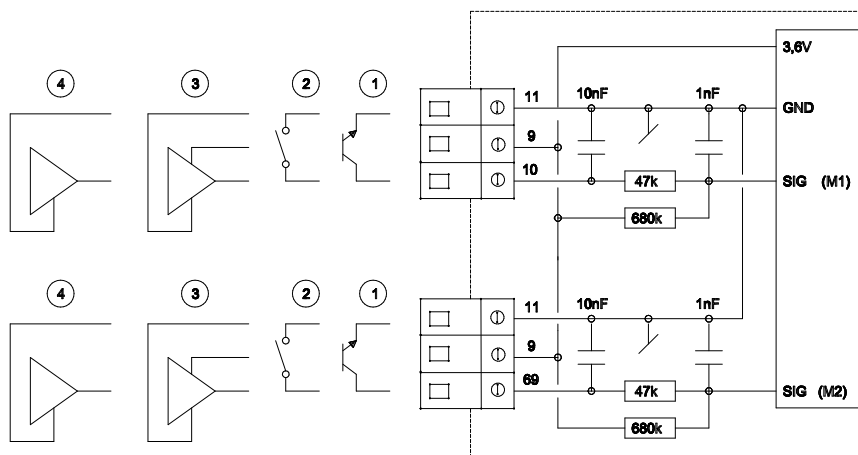 3,6V
4 3 2 1
11 10nF 1nF GND
9
10 47k SIG (M1)
680k
4 3 2 1
11 10nF 1nF
9
69 47k SIG (M2)
680k